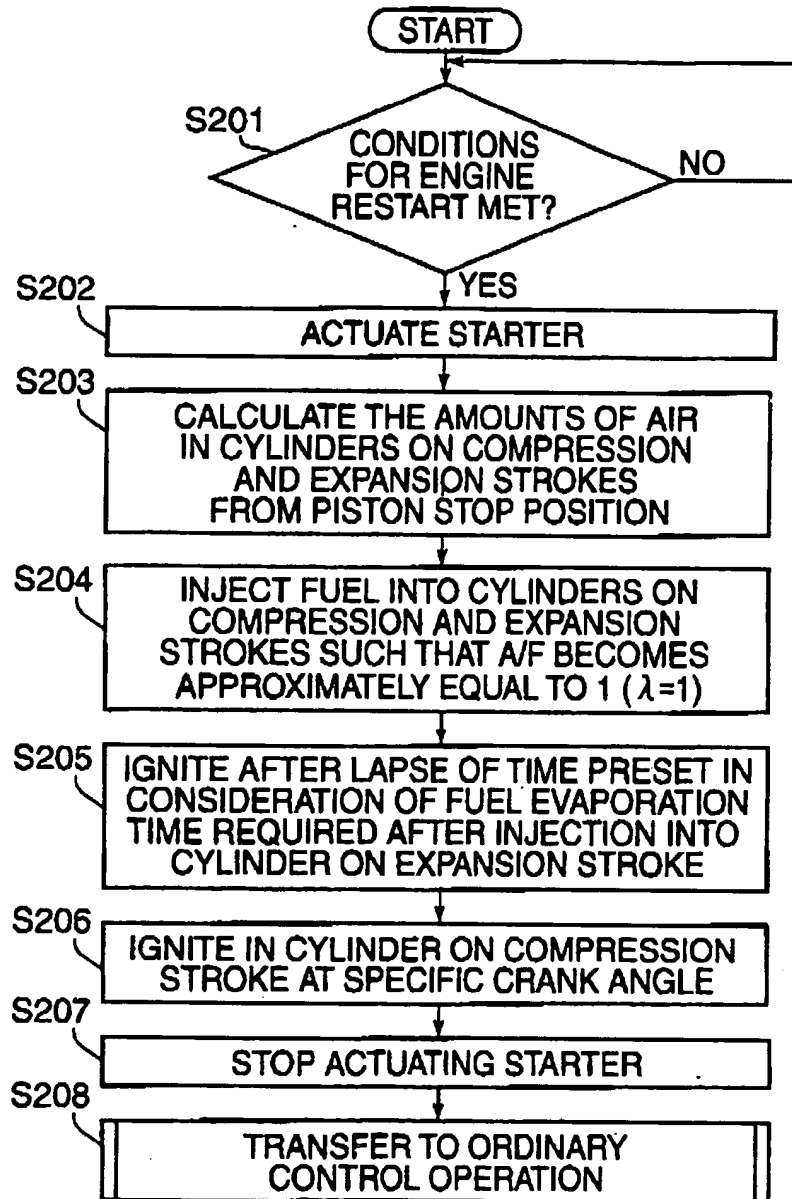 START
S201
CONDITIONS
FOR ENGINE
RESTART MET?
NO
YES
S202
ACTUATE STARTER
S203
CALCULATE THE AMOUNTS OF AIR
IN CYLINDERS ON COMPRESSION
AND EXPANSION STROKES
FROM PISTON STOP POSITION
S204
INJECT FUEL INTO CYLINDERS ON
COMPRESSION AND EXPANSION
STROKES SUCH THAT A/F BECOMES
APPROXIMATELY EQUAL TO 1 (λ=1)
S205
IGNITE AFTER LAPSE OF TIME PRESET IN
CONSIDERATION OF FUEL EVAPORATION
TIME REQUIRED AFTER INJECTION INTO
CYLINDER ON EXPANSION STROKE
S206
IGNITE IN CYLINDER ON COMPRESSION
STROKE AT SPECIFIC CRANK ANGLE
S207
STOP ACTUATING STARTER
S208
TRANSFER TO ORDINARY
CONTROL OPERATION